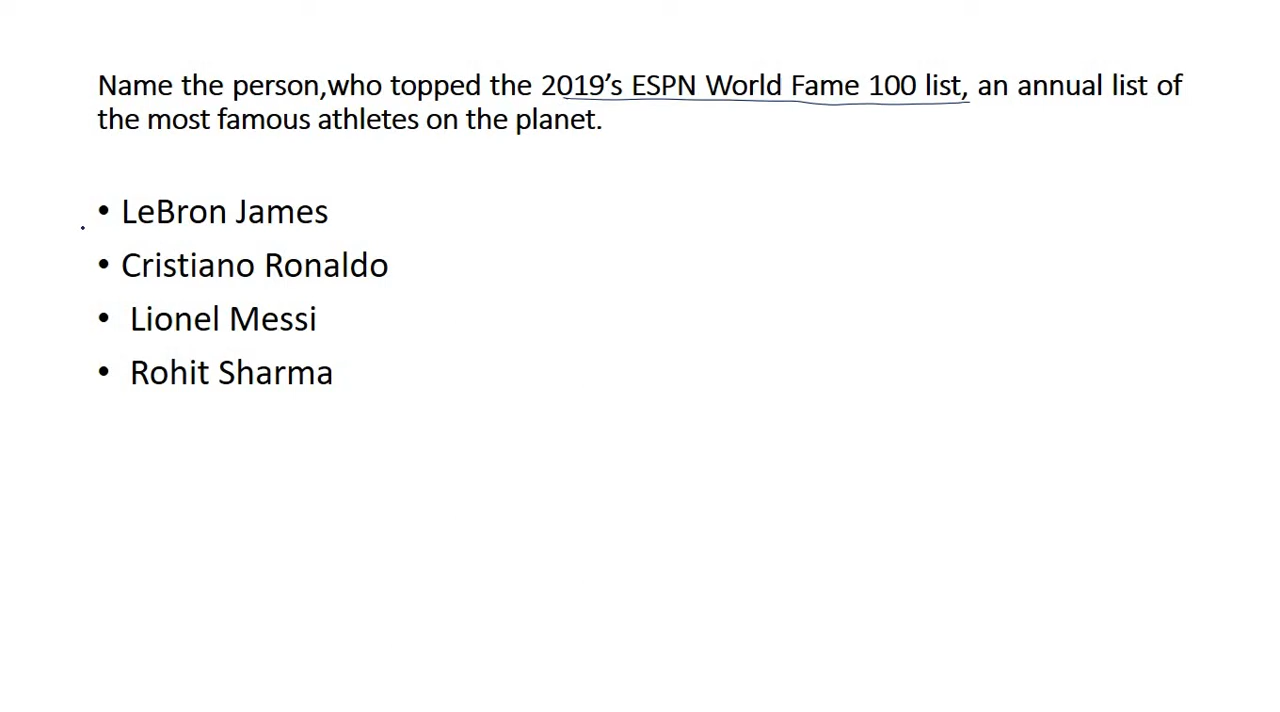 Name the person,who topped the 2019’s ESPN World Fame 100 list, an annual list of
the most famous athletes on the planet.
• LeBron James
• Cristiano Ronaldo
• Lionel Messi
• Rohit Sharma